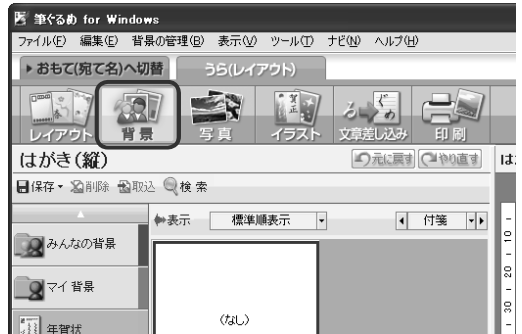 筆ぐるめ for Windows
ファイル(F) 編集(E) 背景の管理(B) 表示(V) ツール(T) ナビ(N) ヘルプ(H)
おもて(宛て名)へ切替 うら(レイアウト)
レイアウト 背景 写真 イラスト 文章差し込み 印刷
はがき(縦) 元に戻す やり直す は
保存 削除 取込 検索
表示 標準順表示 付箋
みんなの背景
マイ背景
年賀状
(なし)
10
20
30